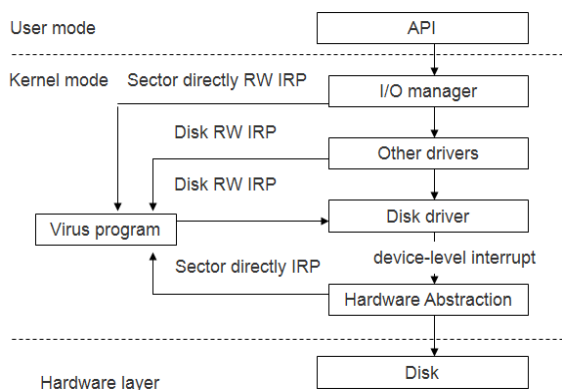 User mode
API
Kernel mode
Sector directly RW IRP
I/O manager
Disk RW IRP
Other drivers
Disk RW IRP
Disk driver
Virus program
device-level interrupt
Sector directly IRP
Hardware Abstraction
Disk
Hardware layer